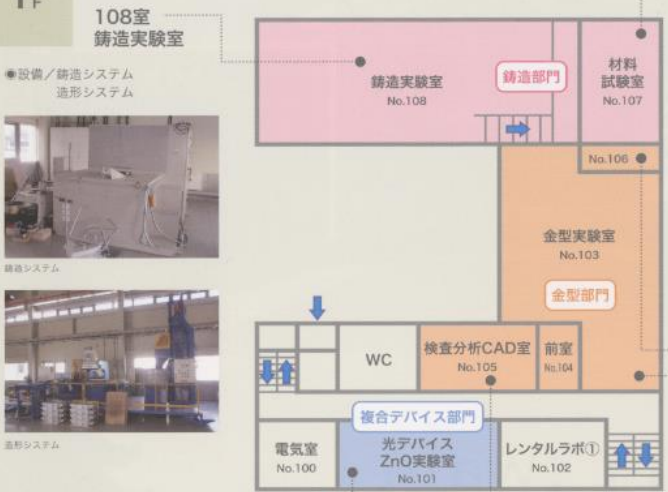 1F
108室
鋳造実験室
●設備／鋳造システム
造形システム
鋳造システム
造形システム
鋳造実験室
No.108
鋳造部門
材料
試験室
No.107
No.106
金型実験室
No.103
金型部門
WC
検査分析CAD室
No.105
前室
No.104
複合デバイス部門
電気室
No.100
光デバイス
ZnO実験室
No.101
レンタルラボ①
No.102